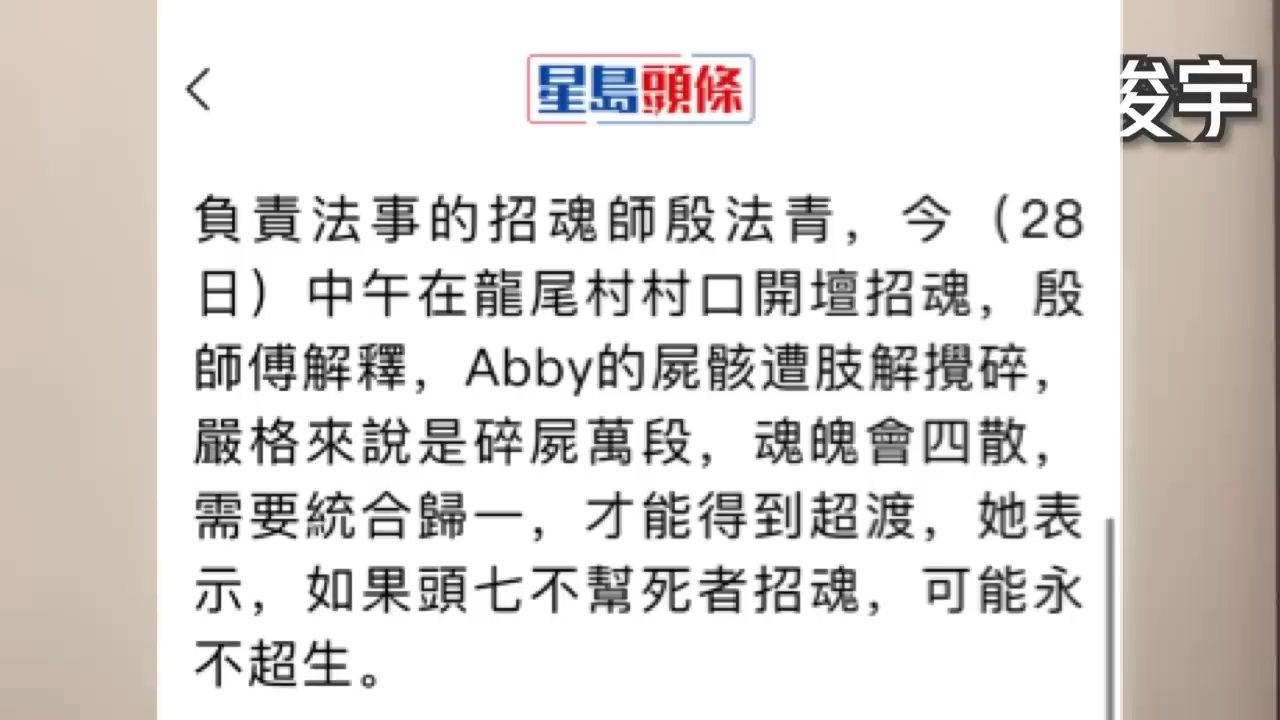 星島頭條
俊宇
負責法事的招魂師殷法青，今（28
日）中午在龍尾村村口開壇招魂，殷
師傅解釋，Abby的屍骸遭肢解攪碎，
嚴格來說是碎屍萬段，魂魄會四散，
需要統合歸一，才能得到超渡，她表
示，如果頭七不幫死者招魂，可能永
不超生。